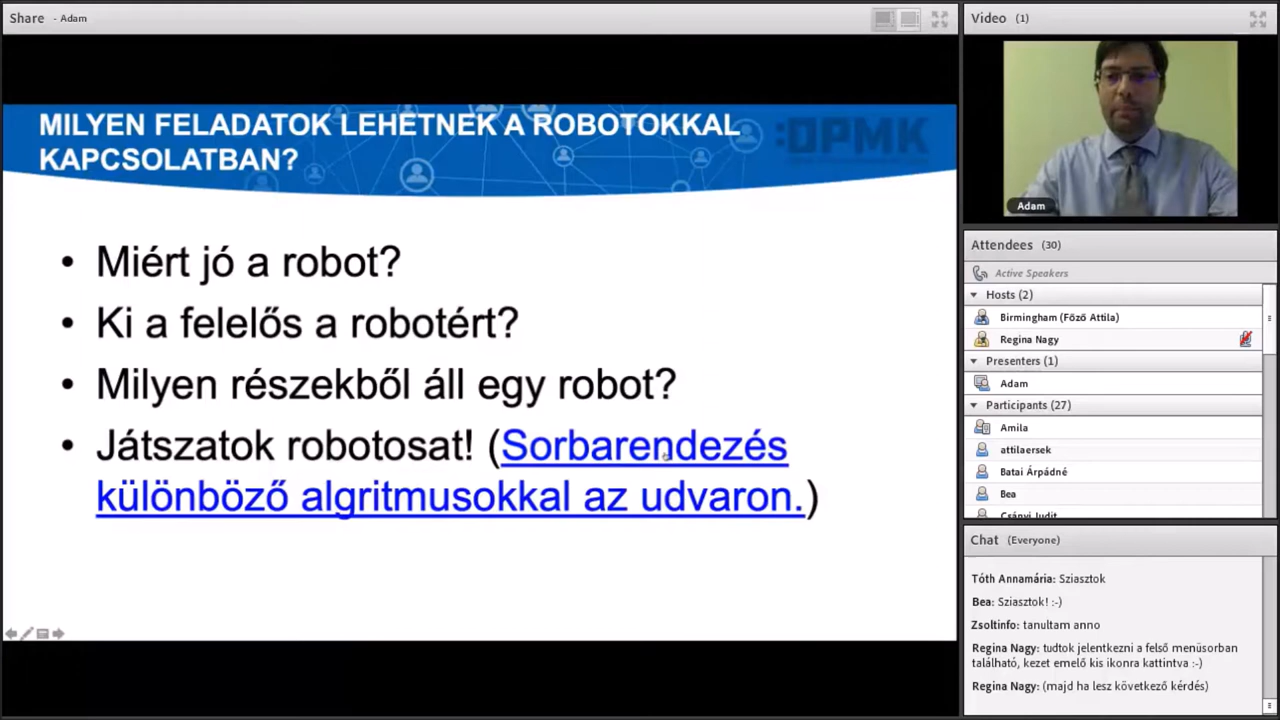 Share - Adam
MILYEN FELADATOK LEHETNEK A ROBOTOKKAL
KAPCSOLATBAN?
:OPMK
• Miért jó a robot?
• Ki a felelős a robotért?
• Milyen részekből áll egy robot?
• Játszatok robotosat! (Sorbarendezés
különböző algritmusokkal az udvaron.)
Video (1)
Adam
Attendees (30)
Active Speakers
Hosts (2)
Birmingham (Főző Attila)
Regina Nagy
Presenters (1)
Adam
Participants (27)
Amila
attilaersek
Batai Árpádné
Bea
Csányi Judit
Chat (Everyone)
Tóth Annamária: Sziasztok
Bea: Sziasztok! :-)
Zsoltinfo: tanultam anno
Regina Nagy: tudtok jelentkezni a felső menüsorban
található, kezet emelő kis ikonra kattintva :-)
Regina Nagy: (majd ha lesz következő kérdés)